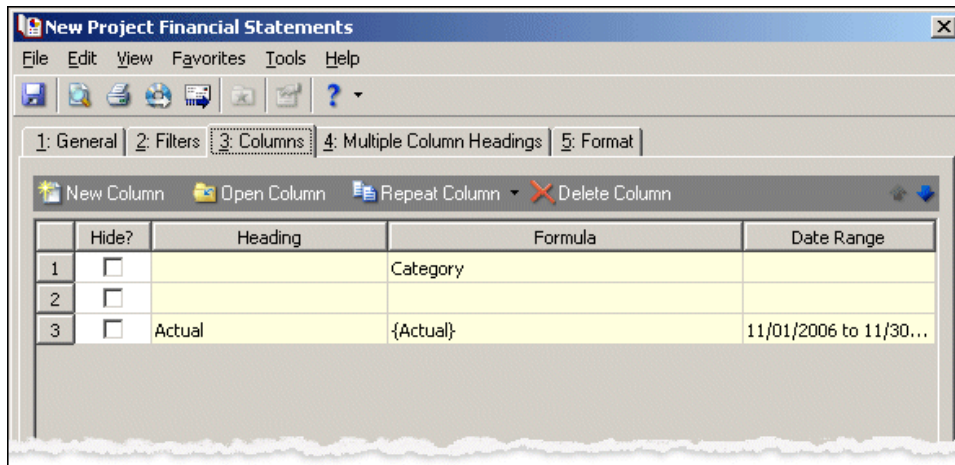 New Project Financial Statements
File Edit View Favorites Tools Help
?
1: General 2: Filters 3: Columns 4: Multiple Column Headings 5: Format
New Column Open Column Repeat Column Delete Column
Hide? Heading Formula Date Range
1 Category
2
3 Actual {Actual} 11/01/2006 to 11/30...